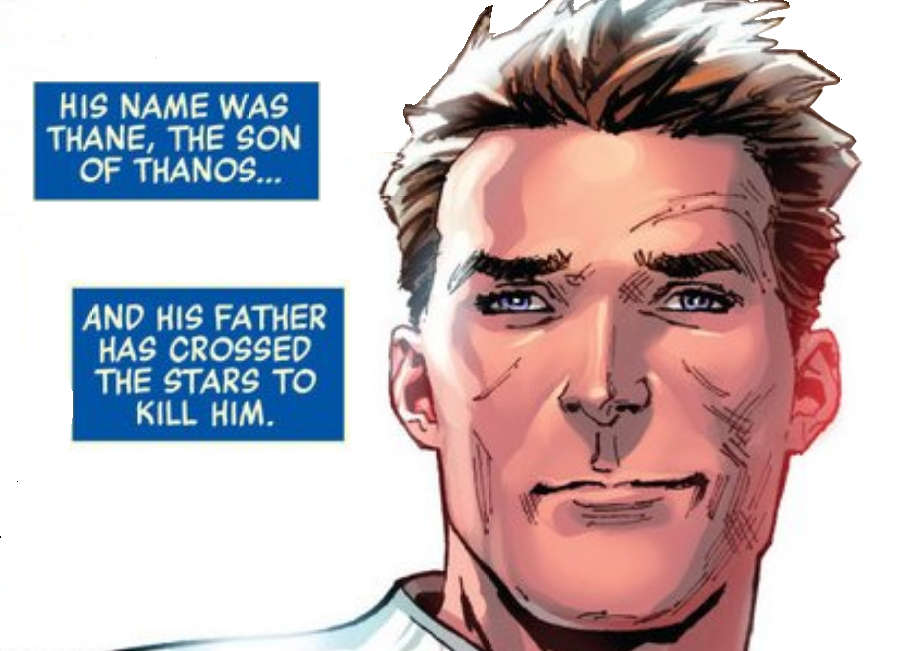 HIS NAME WAS
THANE, THE SON
OF THANOS...
AND HIS FATHER
HAS CROSSED
THE STARS TO
KILL HIM.